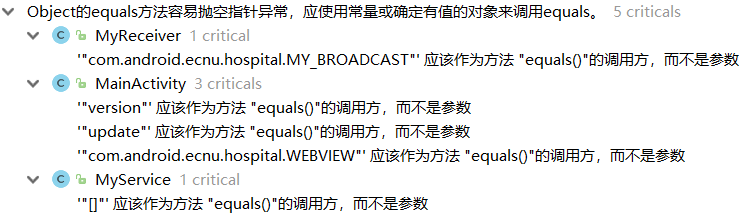 Object的equals方法容易抛空指针异常，应使用常量或确定有值的对象来调用equals。 5 criticals
MyReceiver 1 critical
'"com.android.ecnu.hospital.MY_BROADCAST"' 应该作为方法 "equals()"的调用方，而不是参数
MainActivity 3 criticals
'"version"' 应该作为方法 "equals()"的调用方，而不是参数
'"update"' 应该作为方法 "equals()"的调用方，而不是参数
'"com.android.ecnu.hospital.WEBVIEW"' 应该作为方法 "equals()"的调用方，而不是参数
MyService 1 critical
'"[]"' 应该作为方法 "equals()"的调用方，而不是参数